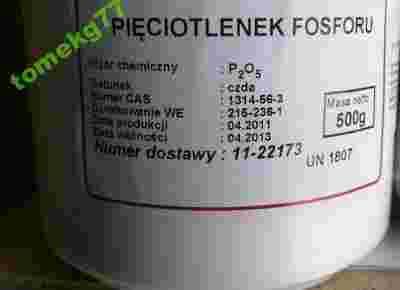 tomekg77
PIĘCIOTLENEK FOSFORU
Wzór chemiczny : P₂O₅
Gatunek : czda
Numer CAS : 1314-56-3
Oznakowanie WE : 215-236-1
Data produkcji : 04.2011
Data ważności : 04.2013
Masa netto
500g
Numer dostawy : 11-22173
UN 1807